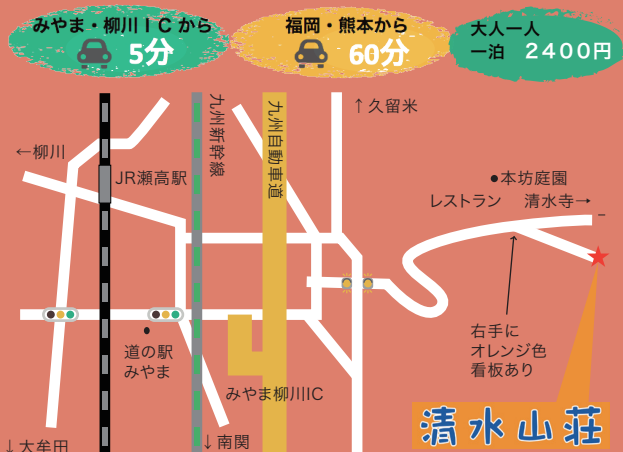 みやま・柳川ICから
5分
福岡・熊本から
60分
大人一人
一泊 2400円
↑久留米
←柳川
九州新幹線
九州自動車道
JR瀬高駅
●本坊庭園
レストラン 清水寺→
道の駅
みやま
みやま柳川IC
右手に
オレンジ色
看板あり
清水山荘
↓大牟田
↓南関